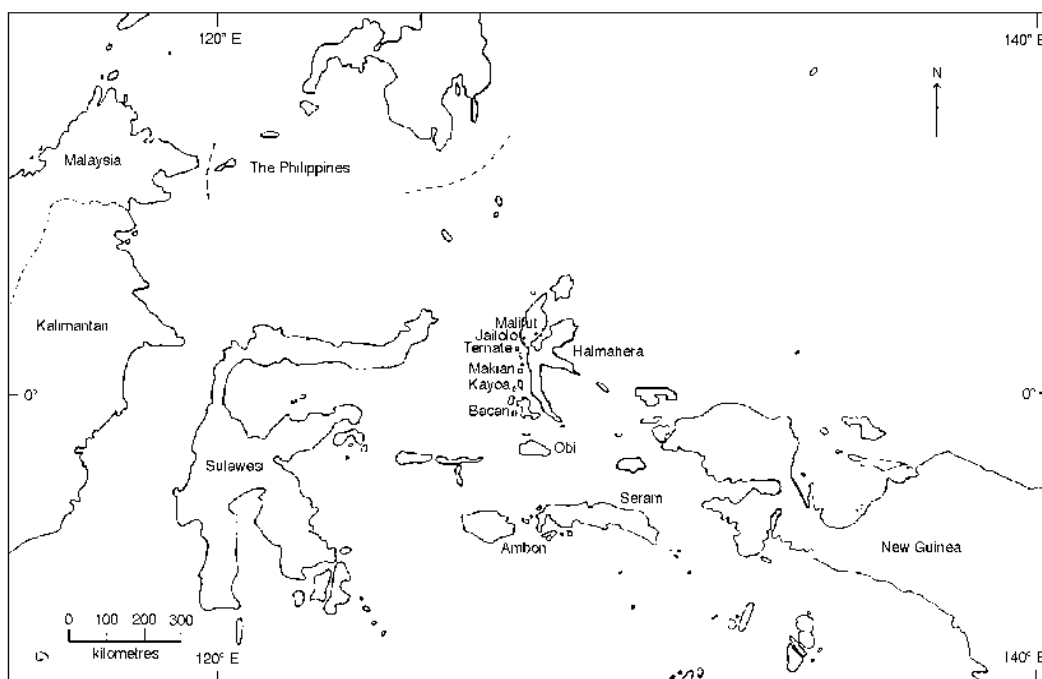 120° E
140° E
N
Malaysia
The Philippines
Kalimantan
Malifut
Jailolo
Ternate
Halmahera
Makian
Kayoa
0°
0°
Bacan
Obi
Sulawesi
Seram
Ambon
New Guinea
0 100 200 300
kilometres
120° E
140° E